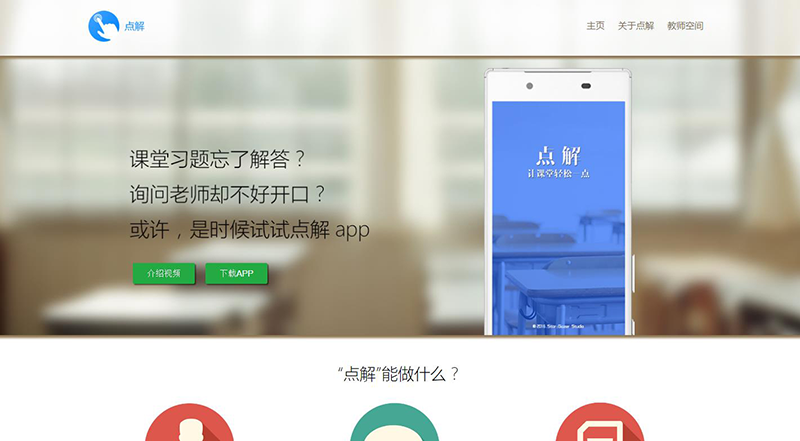 点解
主页 关于点解 教师空间
课堂习题忘了解答？
询问老师却不好开口？
或许，是时候试试点解 app
介绍视频 下载APP
点 解
让课堂轻松一点
“点解”能做什么？